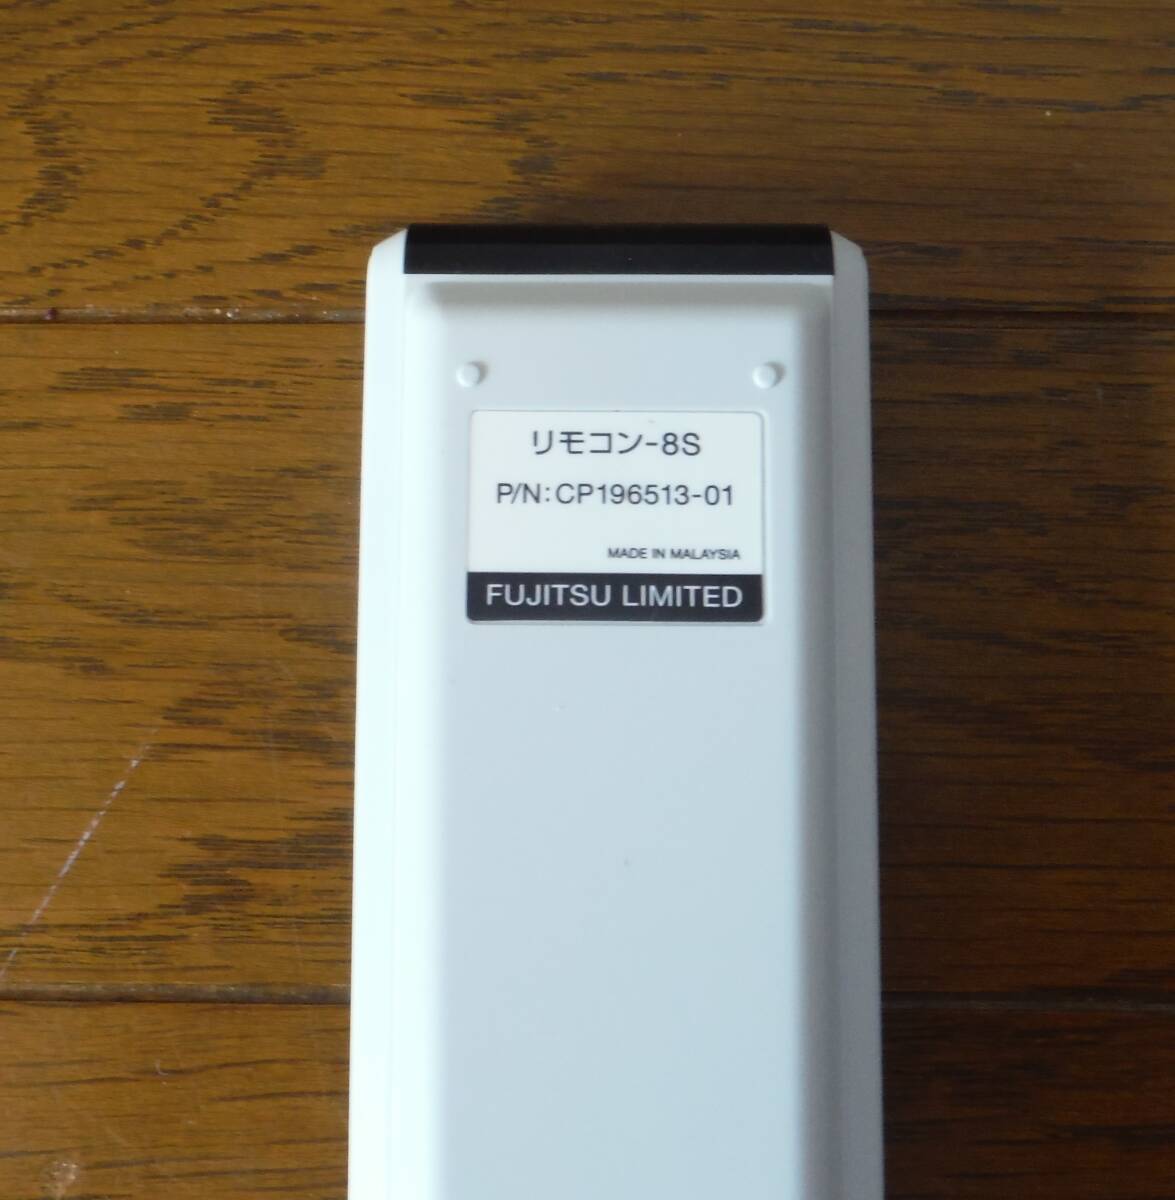 リモコン-8S
P/N:CP196513-01
MADE IN MALAYSIA
FUJITSU LIMITED